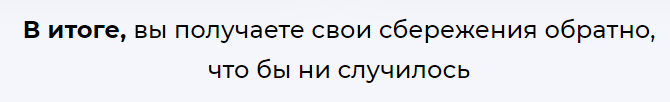 В итоге, вы получаете свои сбережения обратно,
что бы ни случилось